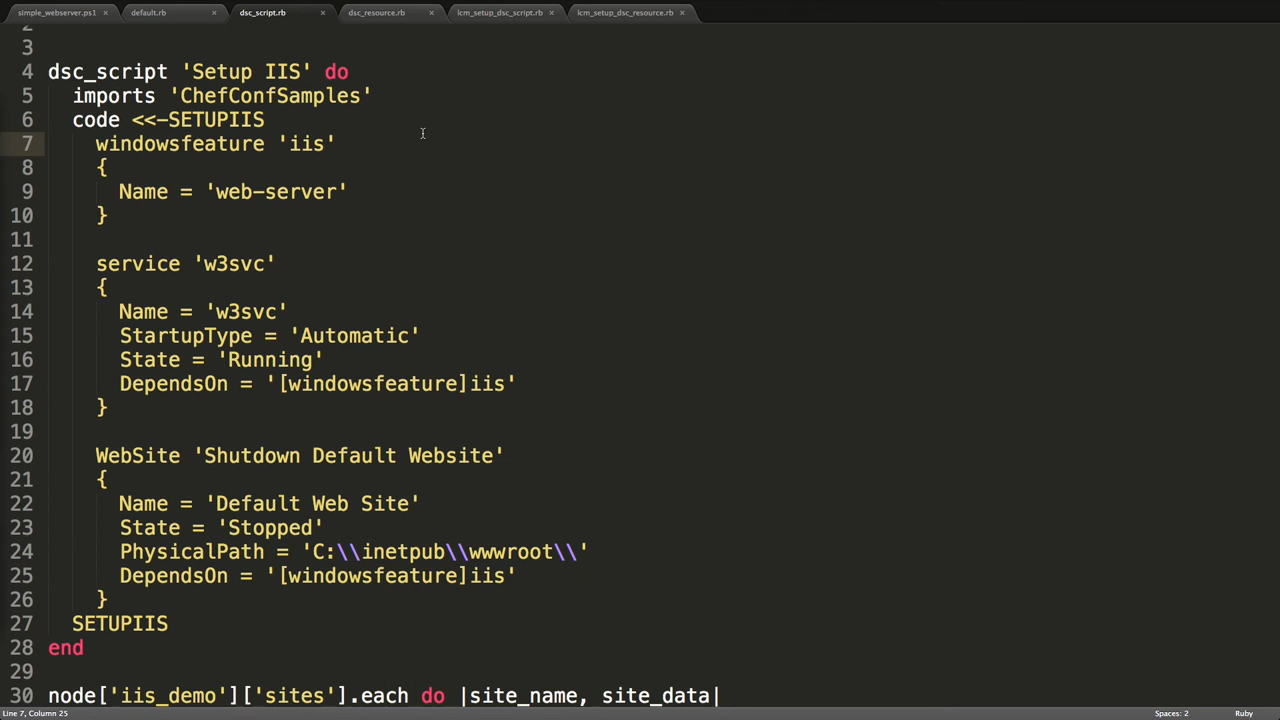 simple_webserver.ps1 × default.rb × dsc_script.rb × dsc_resource.rb × lcm_setup_dsc_script.rb × lcm_setup_dsc_resource.rb ×
2
3
4 dsc_script 'Setup IIS' do
5 imports 'ChefConfSamples'
6 code <<-SETUPIIS
7 windowsfeature 'iis'
8 {
9 Name = 'web-server'
10 }
11
12 service 'w3svc'
13 {
14 Name = 'w3svc'
15 StartupType = 'Automatic'
16 State = 'Running'
17 DependsOn = '[windowsfeature]iis'
18 }
19
20 WebSite 'Shutdown Default Website'
21 {
22 Name = 'Default Web Site'
23 State = 'Stopped'
24 PhysicalPath = 'C:\\inetpub\\wwwroot\\'
25 DependsOn = '[windowsfeature]iis'
26 }
27 SETUPIIS
28 end
29
30 node['iis_demo']['sites'].each do |site_name, site_data|
Line 7, Column 25 Spaces: 2 Ruby